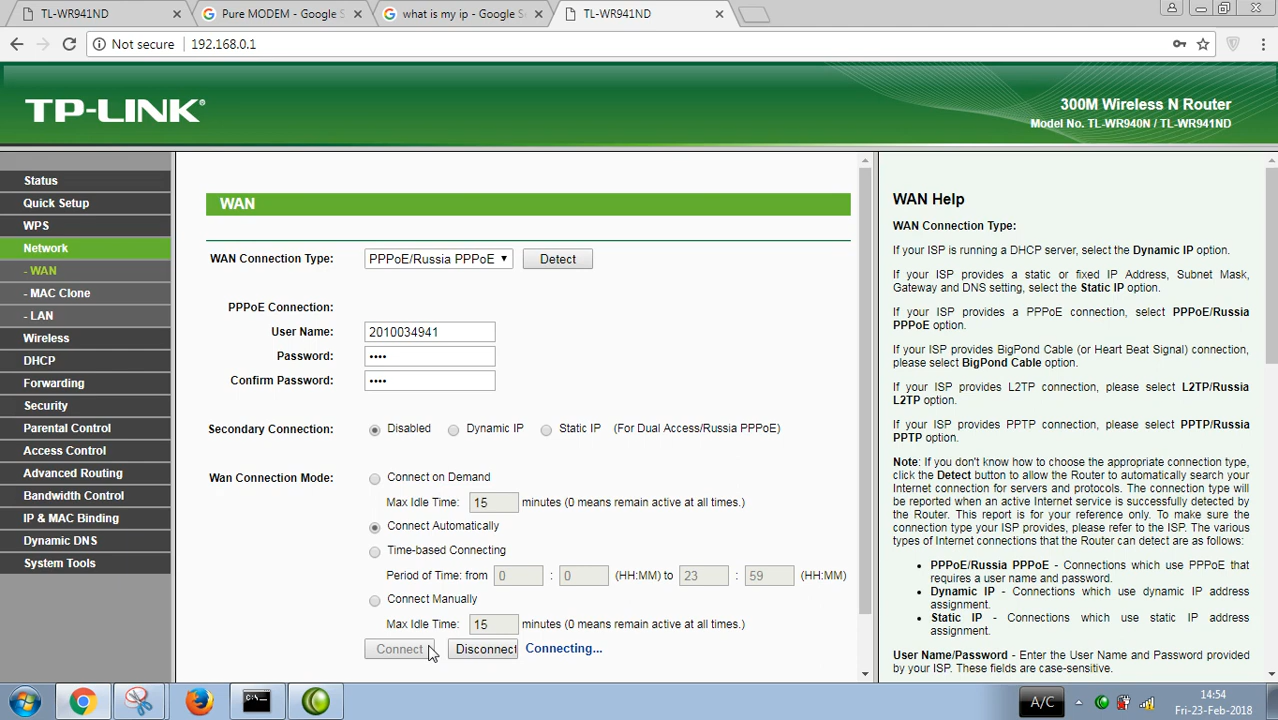 TL-WR941ND
Pure MODEM - Google S
what is my ip - Google Se
TL-WR941ND
Not secure
192.168.0.1
TP-LINK®
300M Wireless N Router
Model No. TL-WR940N / TL-WR941ND
Status
Quick Setup
WPS
Network
- WAN
- MAC Clone
- LAN
Wireless
DHCP
Forwarding
Security
Parental Control
Access Control
Advanced Routing
Bandwidth Control
IP & MAC Binding
Dynamic DNS
System Tools
WAN
WAN Connection Type: PPPoE/Russia PPPoE Detect
PPPoE Connection:
User Name: 2010034941
Password: ••••
Confirm Password: ••••
Secondary Connection: Disabled Dynamic IP Static IP (For Dual Access/Russia PPPoE)
Wan Connection Mode: Connect on Demand
Max Idle Time: 15 minutes (0 means remain active at all times.)
Connect Automatically
Time-based Connecting
Period of Time: from 0 : 0 (HH:MM) to 23 : 59 (HH:MM)
Connect Manually
Max Idle Time: 15 minutes (0 means remain active at all times.)
Connect Disconnect Connecting...
WAN Help
WAN Connection Type:
If your ISP is running a DHCP server, select the Dynamic IP option.
If your ISP provides a static or fixed IP Address, Subnet Mask,
Gateway and DNS setting, select the Static IP option.
If your ISP provides a PPPoE connection, select PPPoE/Russia
PPPoE option.
If your ISP provides BigPond Cable (or Heart Beat Signal) connection,
please select BigPond Cable option.
If your ISP provides L2TP connection, please select L2TP/Russia
L2TP option.
If your ISP provides PPTP connection, please select PPTP/Russia
PPTP option.
Note: If you don't know how to choose the appropriate connection type,
click the Detect button to allow the Router to automatically search your
Internet connection for servers and protocols. The connection type will
be reported when an active Internet service is successfully detected by
the Router. This report is for your reference only. To make sure the
connection type your ISP provides, please refer to the ISP. The various
types of Internet connections that the Router can detect are as follows:
• PPPoE/Russia PPPoE - Connections which use PPPoE that
requires a user name and password.
• Dynamic IP - Connections which use dynamic IP address
assignment.
• Static IP - Connections which use static IP address
assignment.
User Name/Password - Enter the User Name and Password provided
by your ISP. These fields are case-sensitive.
A/C
14:54
Fri-23-Feb-2018